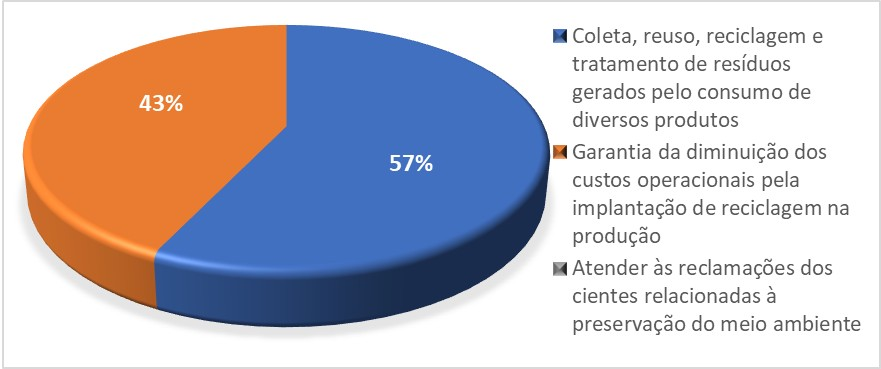 43%
57%
Coleta, reuso, reciclagem e
tratamento de resíduos
gerados pelo consumo de
diversos produtos
Garantia da diminuição dos
custos operacionais pela
implantação de reciclagem na
produção
Atender às reclamações dos
cientes relacionadas à
preservação do meio ambiente